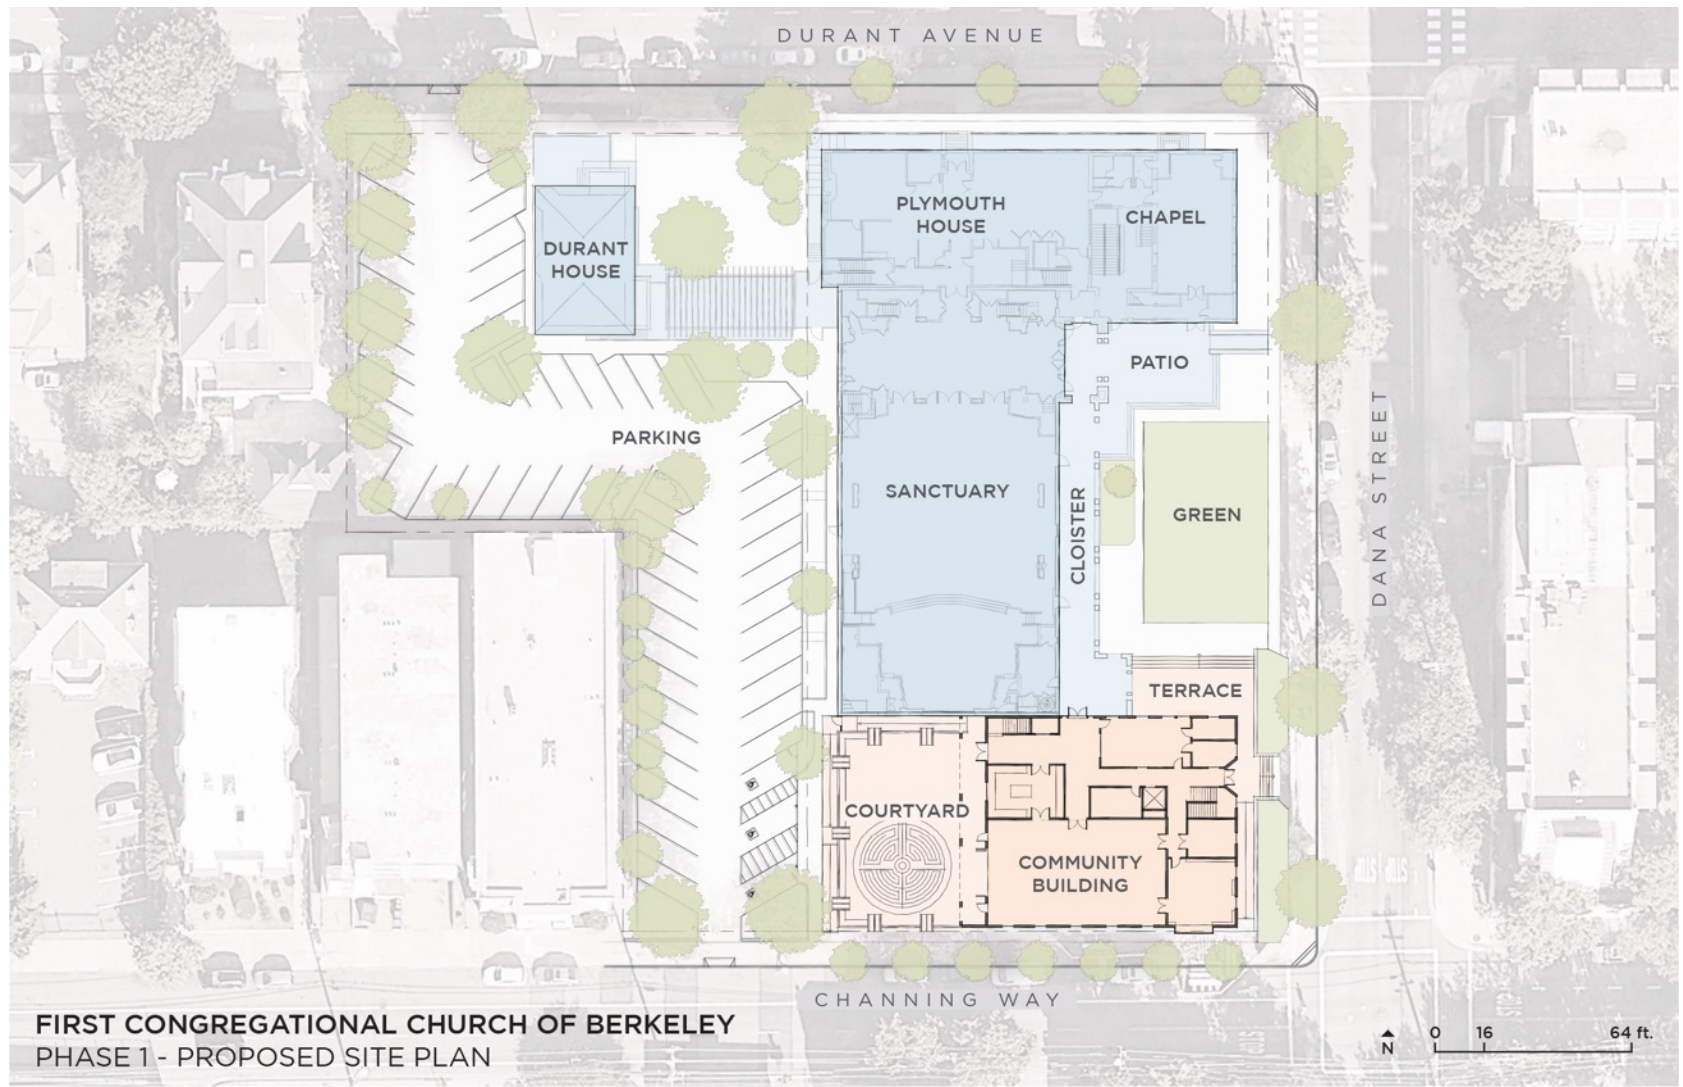 DURANT AVENUE
PLYMOUTH
HOUSE
CHAPEL
DURANT
HOUSE
PATIO
PARKING
SANCTUARY
CLOISTER
GREEN
DANA STREET
TERRACE
COURTYARD
COMMUNITY
BUILDING
CHANNING WAY
FIRST CONGREGATIONAL CHURCH OF BERKELEY
PHASE 1 - PROPOSED SITE PLAN
N
0 16 64 ft.